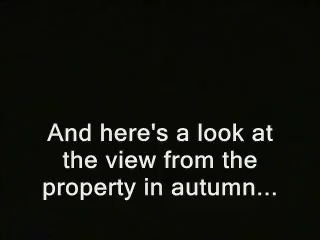 And here's a look at
the view from the
property in autumn...